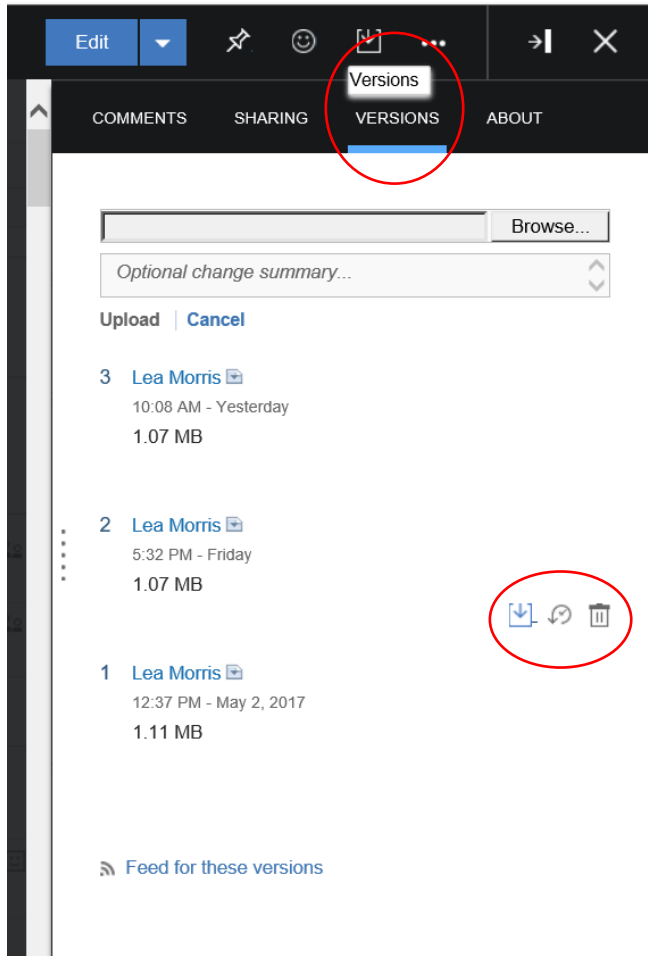 Edit
Versions
COMMENTS SHARING VERSIONS ABOUT
Browse...
Optional change summary...
Upload Cancel
3 Lea Morris
10:08 AM - Yesterday
1.07 MB
2 Lea Morris
5:32 PM - Friday
1.07 MB
1 Lea Morris
12:37 PM - May 2, 2017
1.11 MB
Feed for these versions